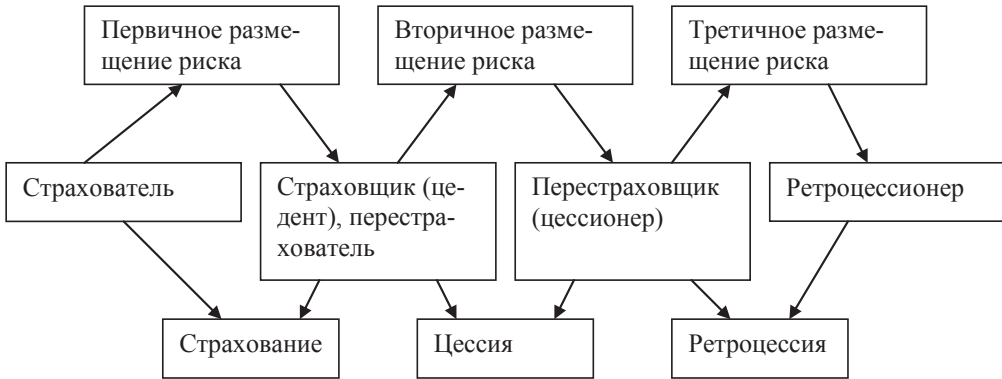 Первичное разме-
щение риска
Вторичное разме-
щение риска
Третичное разме-
щение риска
Страхователь
Страховщик (це-
дент), перестра-
хователь
Перестраховщик
(цессионер)
Ретроцессионер
Страхование
Цессия
Ретроцессия